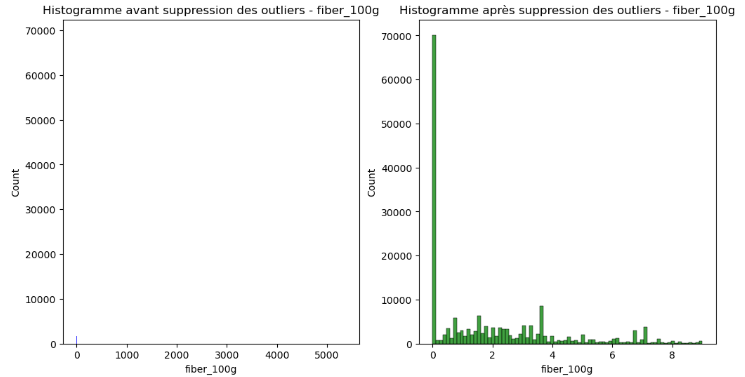 Histogramme avant suppression des outliers - fiber_100g
70000
60000
50000
40000
30000
20000
10000
0
Count
0 1000 2000 3000 4000 5000
fiber_100g
Histogramme après suppression des outliers - fiber_100g
70000
60000
50000
40000
30000
20000
10000
0
Count
0 2 4 6 8
fiber_100g